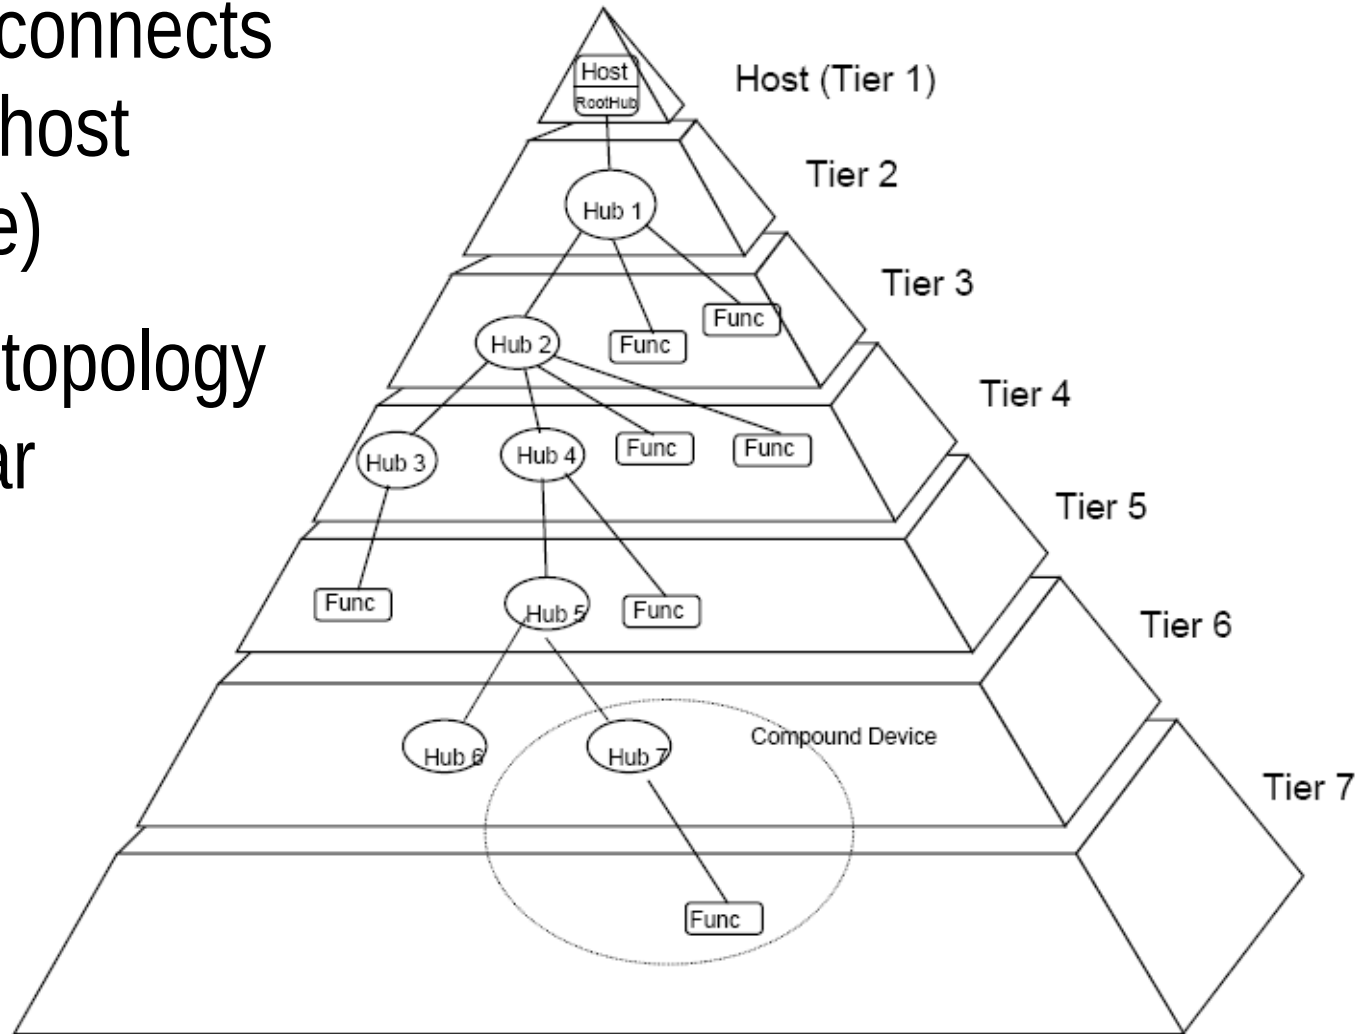 connects
host
e)
topology
ar
Host
RootHub
Host (Tier 1)
Hub 1
Tier 2
Hub 2
Func
Func
Tier 3
Hub 3
Hub 4
Func
Func
Tier 4
Func
Hub 5
Func
Tier 5
Hub 6
Hub 7
Compound Device
Tier 6
Func
Tier 7